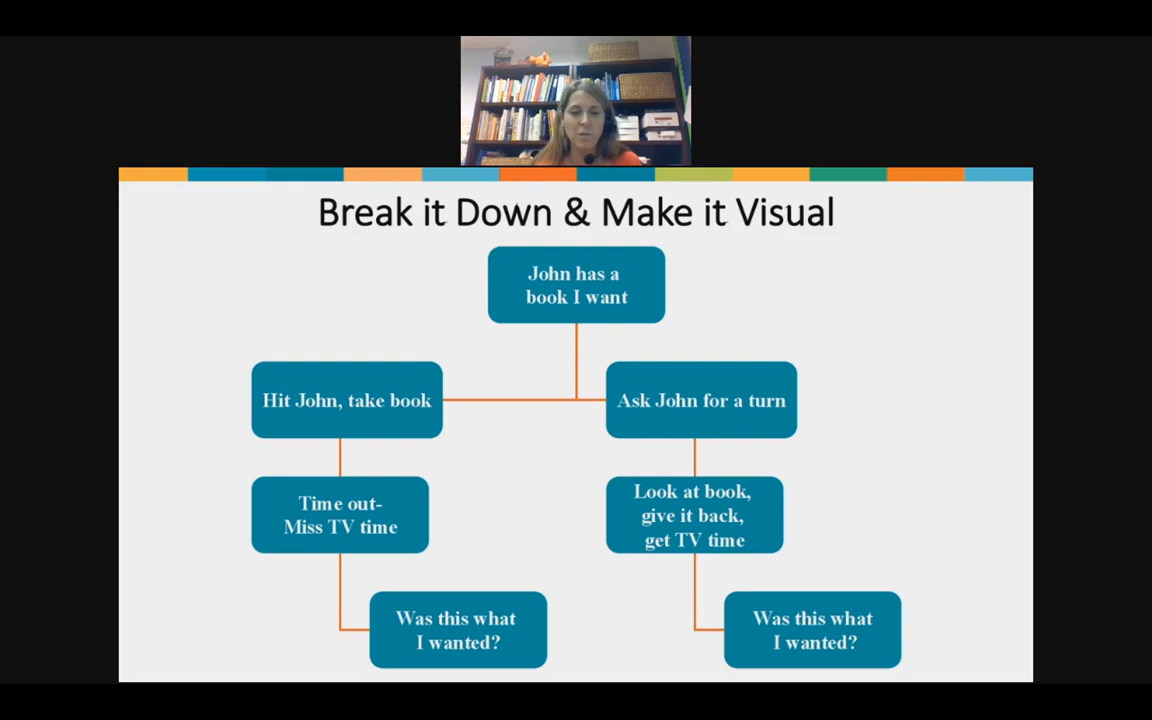 Break it Down & Make it Visual
John has a
book I want
Hit John, take book
Ask John for a turn
Time out-
Miss TV time
Look at book,
give it back,
get TV time
Was this what
I wanted?
Was this what
I wanted?